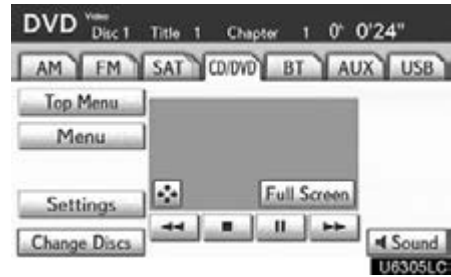 DVD Video Disc 1 Title 1 Chapter 1 0° 0'24"
AM FM SAT CD/DVD BT AUX USB
Top Menu
Menu
Full Screen
Settings
Change Discs
Sound
U6305LC